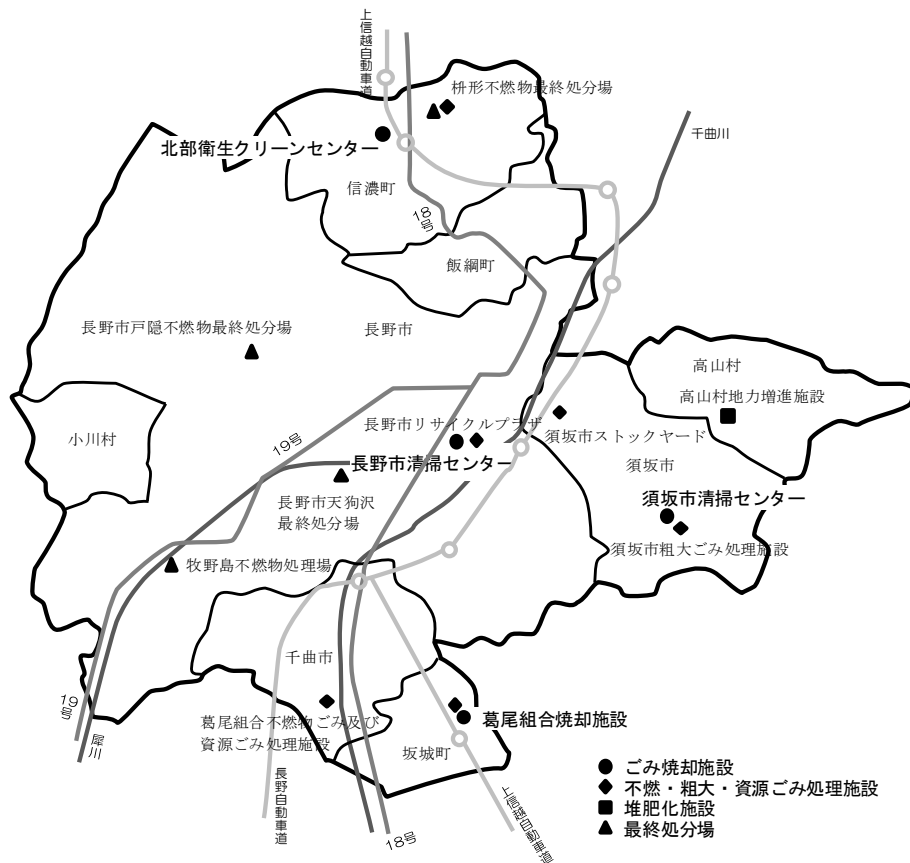 上信越自動車道
枡形不燃物最終処分場
千曲川
北部衛生クリーンセンター
信濃町
18号
飯綱町
長野市戸隠不燃物最終処分場
長野市
高山村
高山村地力増進施設
小川村
19号
長野市リサイクルプラザ
須坂市ストックヤード
長野市清掃センター
須坂市
長野市天狗沢
最終処分場
須坂市清掃センター
須坂市粗大ごみ処理施設
牧野島不燃物処理場
千曲市
19号
犀川
葛尾組合不燃物ごみ及び
資源ごみ処理施設
葛尾組合焼却施設
坂城町
長野自動車道
18号
上信越自動車道
ごみ焼却施設
不燃・粗大・資源ごみ処理施設
堆肥化施設
最終処分場